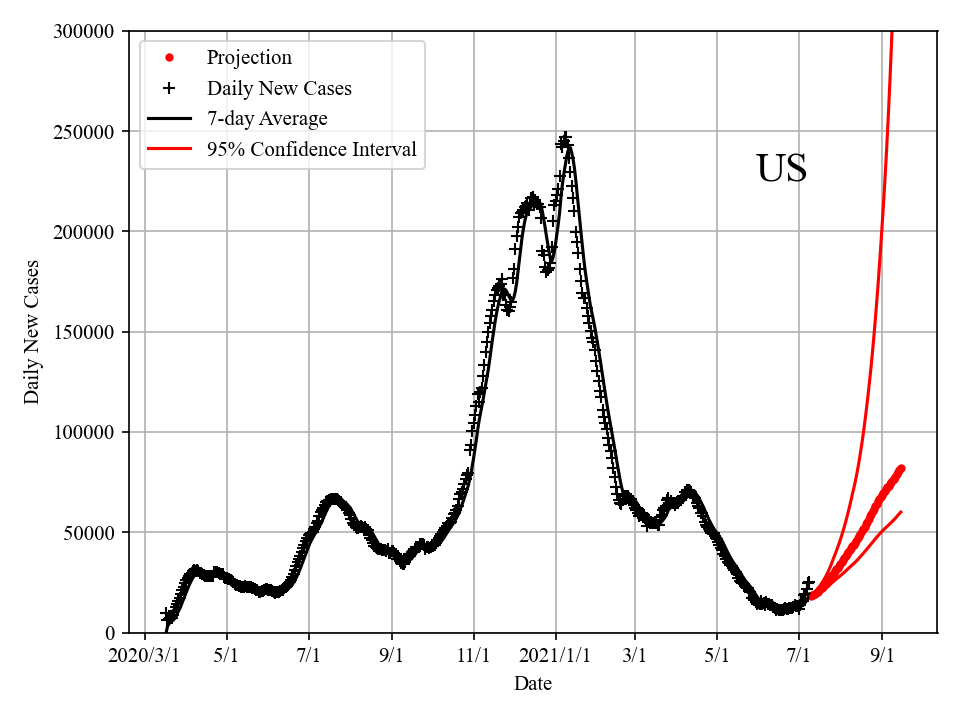 300000
250000
200000
150000
100000
50000
0
Daily New Cases
Projection
Daily New Cases
7-day Average
95% Confidence Interval
US
2020/3/1 5/1 7/1 9/1 11/1 2021/1/1 3/1 5/1 7/1 9/1
Date